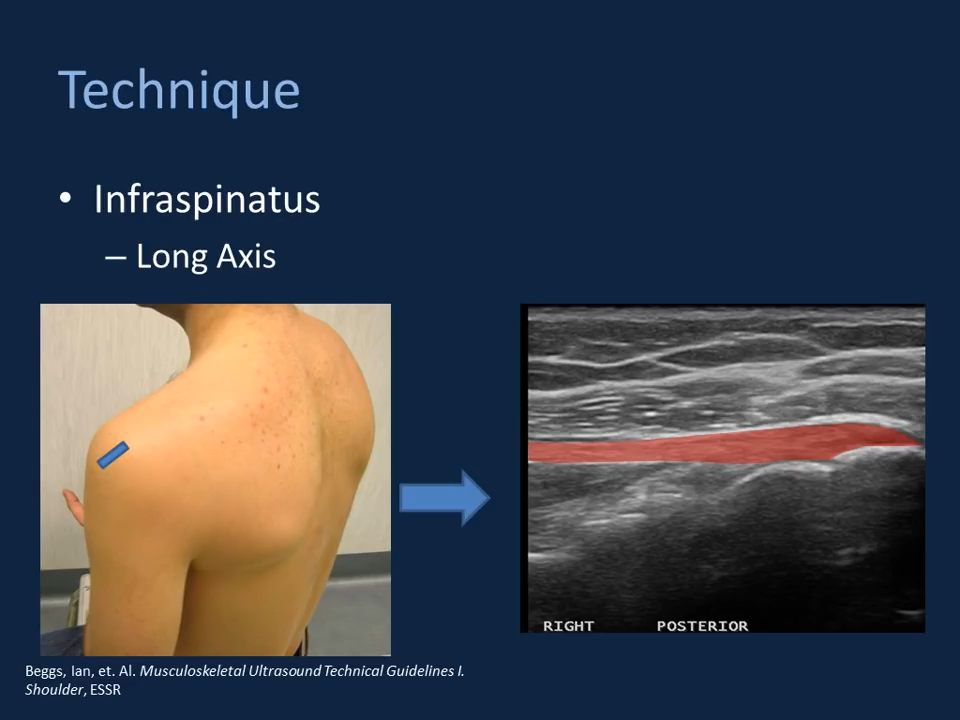 Technique
• Infraspinatus
– Long Axis
RIGHT POSTERIOR
Beggs, Ian, et. Al. Musculoskeletal Ultrasound Technical Guidelines I.
Shoulder, ESSR